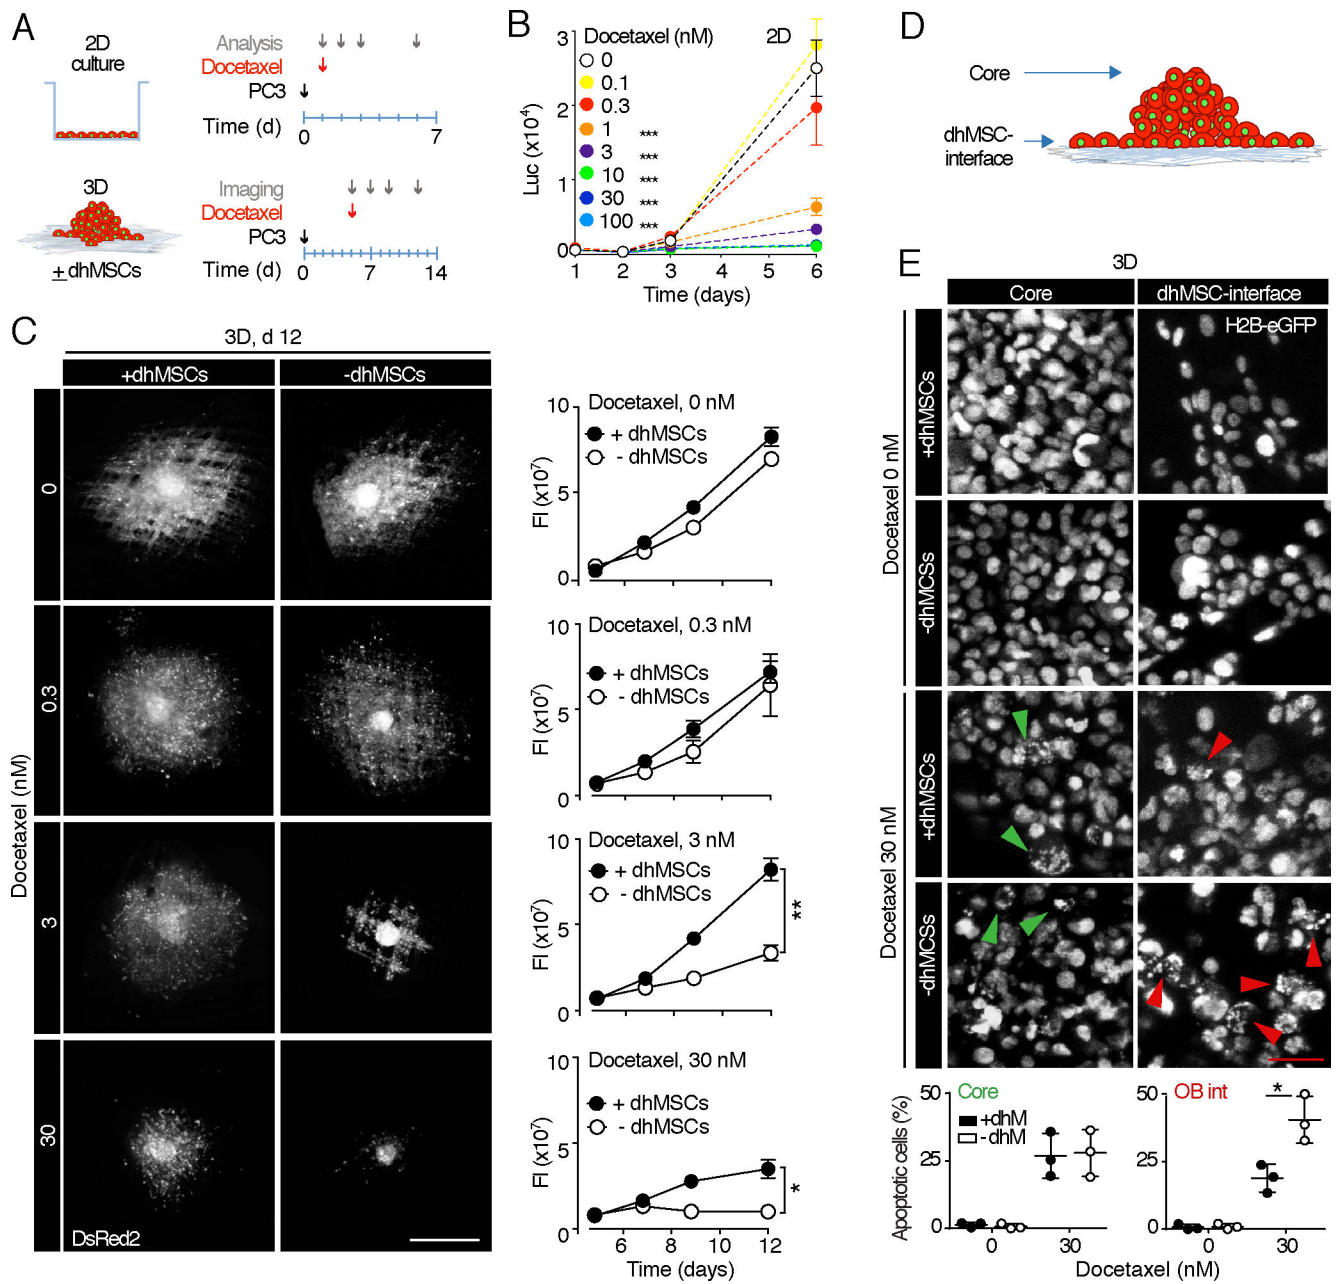 A
2D
culture
Analysis
Docetaxel
PC3
Time (d)
0
7
3D
± dhMSCs
Imaging
Docetaxel
PC3
Time (d)
0
7
14
B
Docetaxel (nM)
2D
0
0.1
0.3
1 ***
3 ***
10 ***
30 ***
100 ***
Luc (x10⁴)
3
2
1
0
1
2
3
4
5
6
Time (days)
C
3D, d 12
+dhMSCs
-dhMSCs
Docetaxel (nM)
0
0.3
3
30
DsRed2
Docetaxel, 0 nM
+ dhMSCs
- dhMSCs
FI (x10⁷)
10
5
0
Docetaxel, 0.3 nM
+ dhMSCs
- dhMSCs
FI (x10⁷)
10
5
0
Docetaxel, 3 nM
+ dhMSCs
- dhMSCs
**
FI (x10⁷)
10
5
0
Docetaxel, 30 nM
+ dhMSCs
- dhMSCs
*
FI (x10⁷)
10
5
0
6
8
10
12
Time (days)
D
Core
dhMSC-
interface
E
3D
Core
dhMSC-interface
H2B-eGFP
Docetaxel 0 nM
+dhMSCs
-dhMCSs
Docetaxel 30 nM
+dhMSCs
-dhMCSs
Core
+dhM
- dhM
Apoptotic cells (%)
50
25
0
0
30
OB int
*
50
25
0
0
30
Docetaxel (nM)